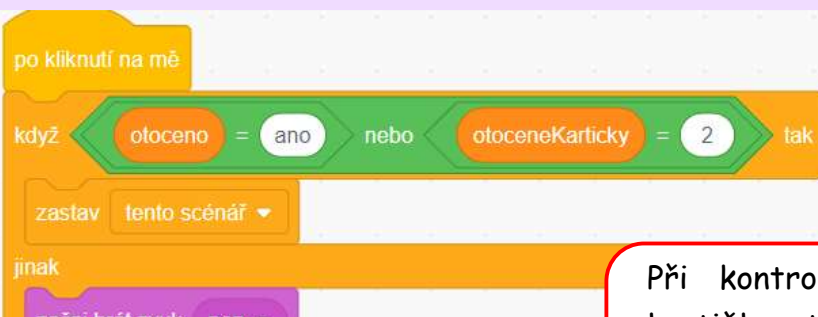 po kliknutí na mě
když otoceno = ano nebo otoceneKarticky = 2 tak
zastav tento scénář
jinak
Při kontro